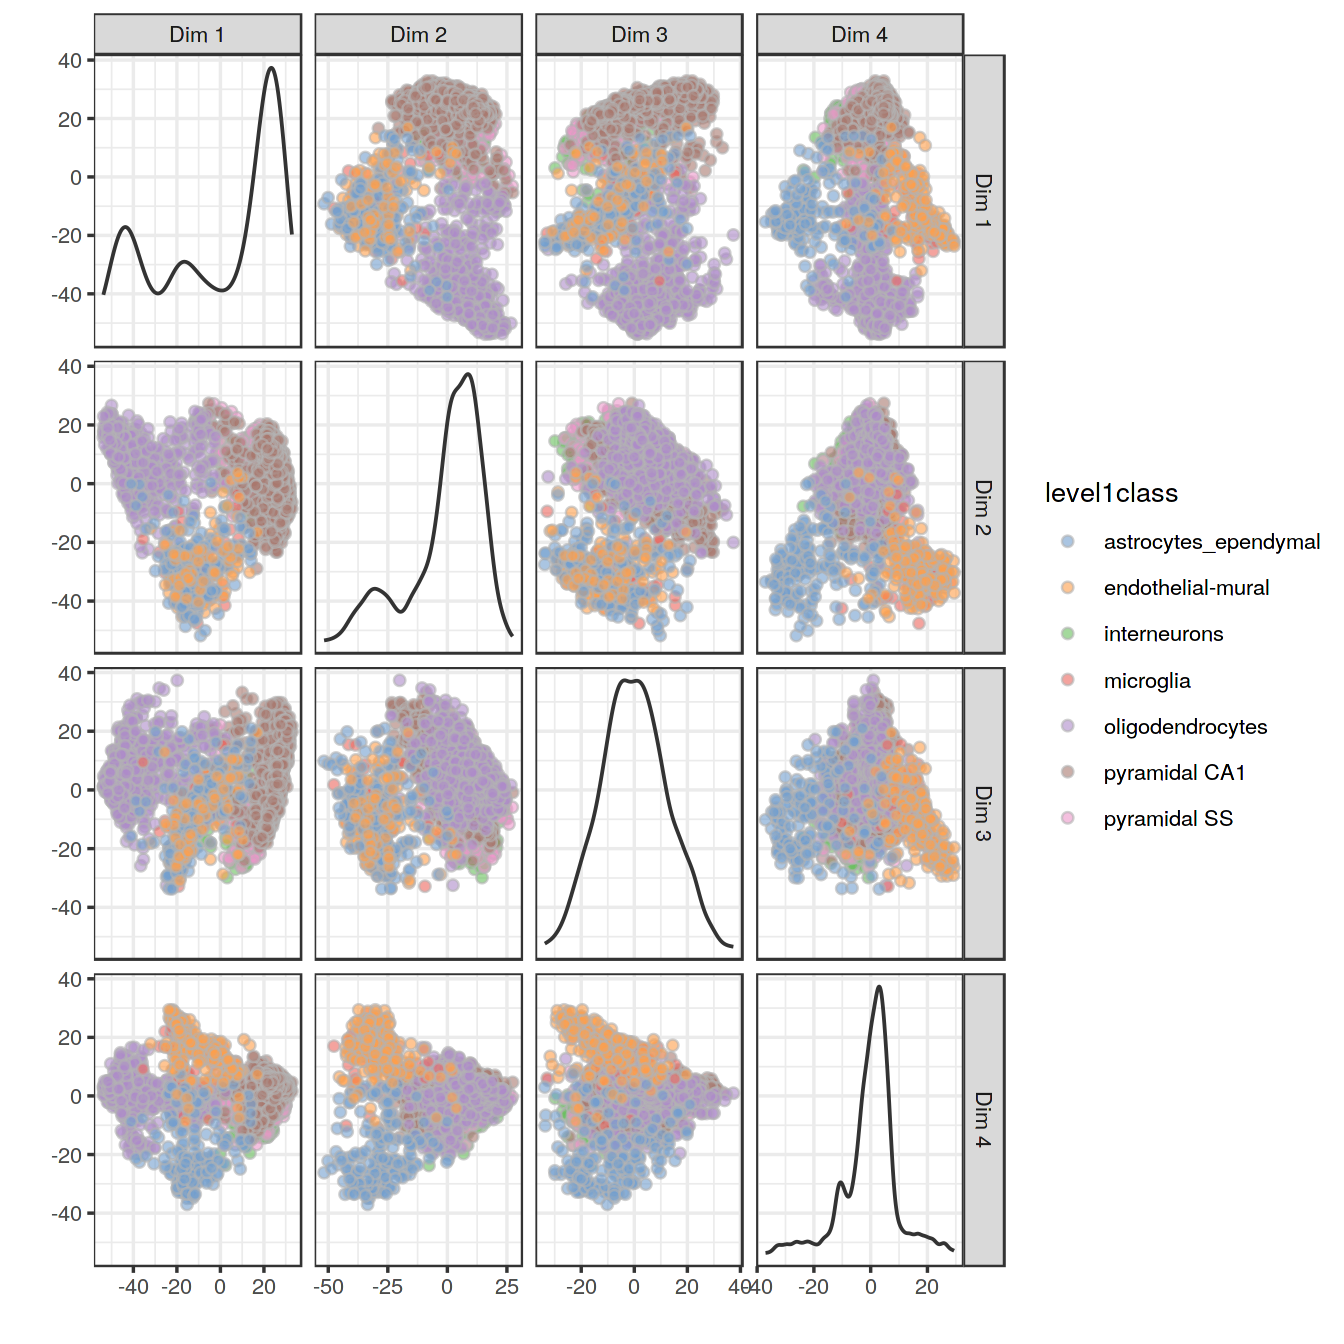 Dim 1 Dim 2 Dim 3 Dim 4
40
20
0
-20
-40
Dim 1
40
20
0
-20
-40
Dim 2
level1class
astrocytes_ependymal
endothelial-mural
interneurons
microglia
oligodendrocytes
pyramidal CA1
pyramidal SS
40
20
0
-20
-40
Dim 3
40
20
0
-20
-40
Dim 4
-40 -20 0 20 -50 -25 0 25 -20 0 20 40 -40 -20 0 20